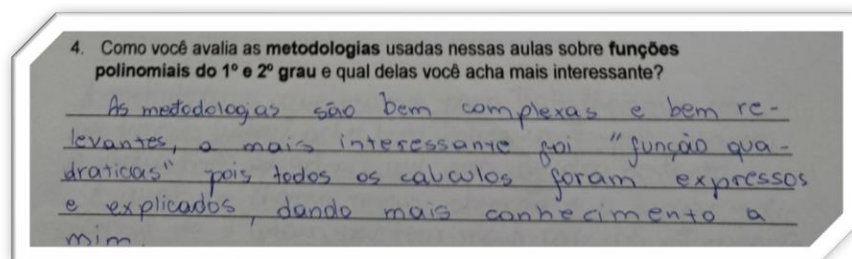 4. Como você avalia as metodologias usadas nessas aulas sobre funções
polinomiais do 1º e 2º grau e qual delas você acha mais interessante?
As metodologias são bem complexas e bem re-
levantes, a mais interessante foi "função qua-
draticas" pois todos os calculos foram expressos
e explicados, dando mais conhecimento a
mim.